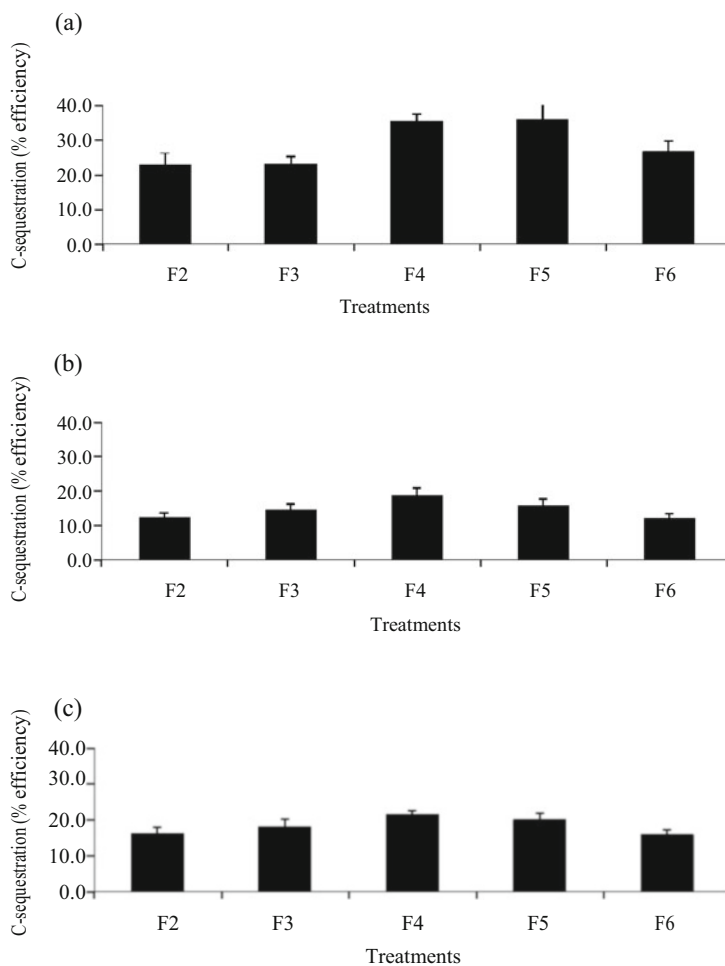 (a)
C-sequestration (% efficiency)
40.0
30.0
20.0
10.0
0.0
F2 F3 F4 F5 F6
Treatments
(b)
C-sequestration (% efficiency)
40.0
30.0
20.0
10.0
0.0
F2 F3 F4 F5 F6
Treatments
(c)
C-sequestration (% efficiency)
40.0
30.0
20.0
10.0
0.0
F2 F3 F4 F5 F6
Treatments